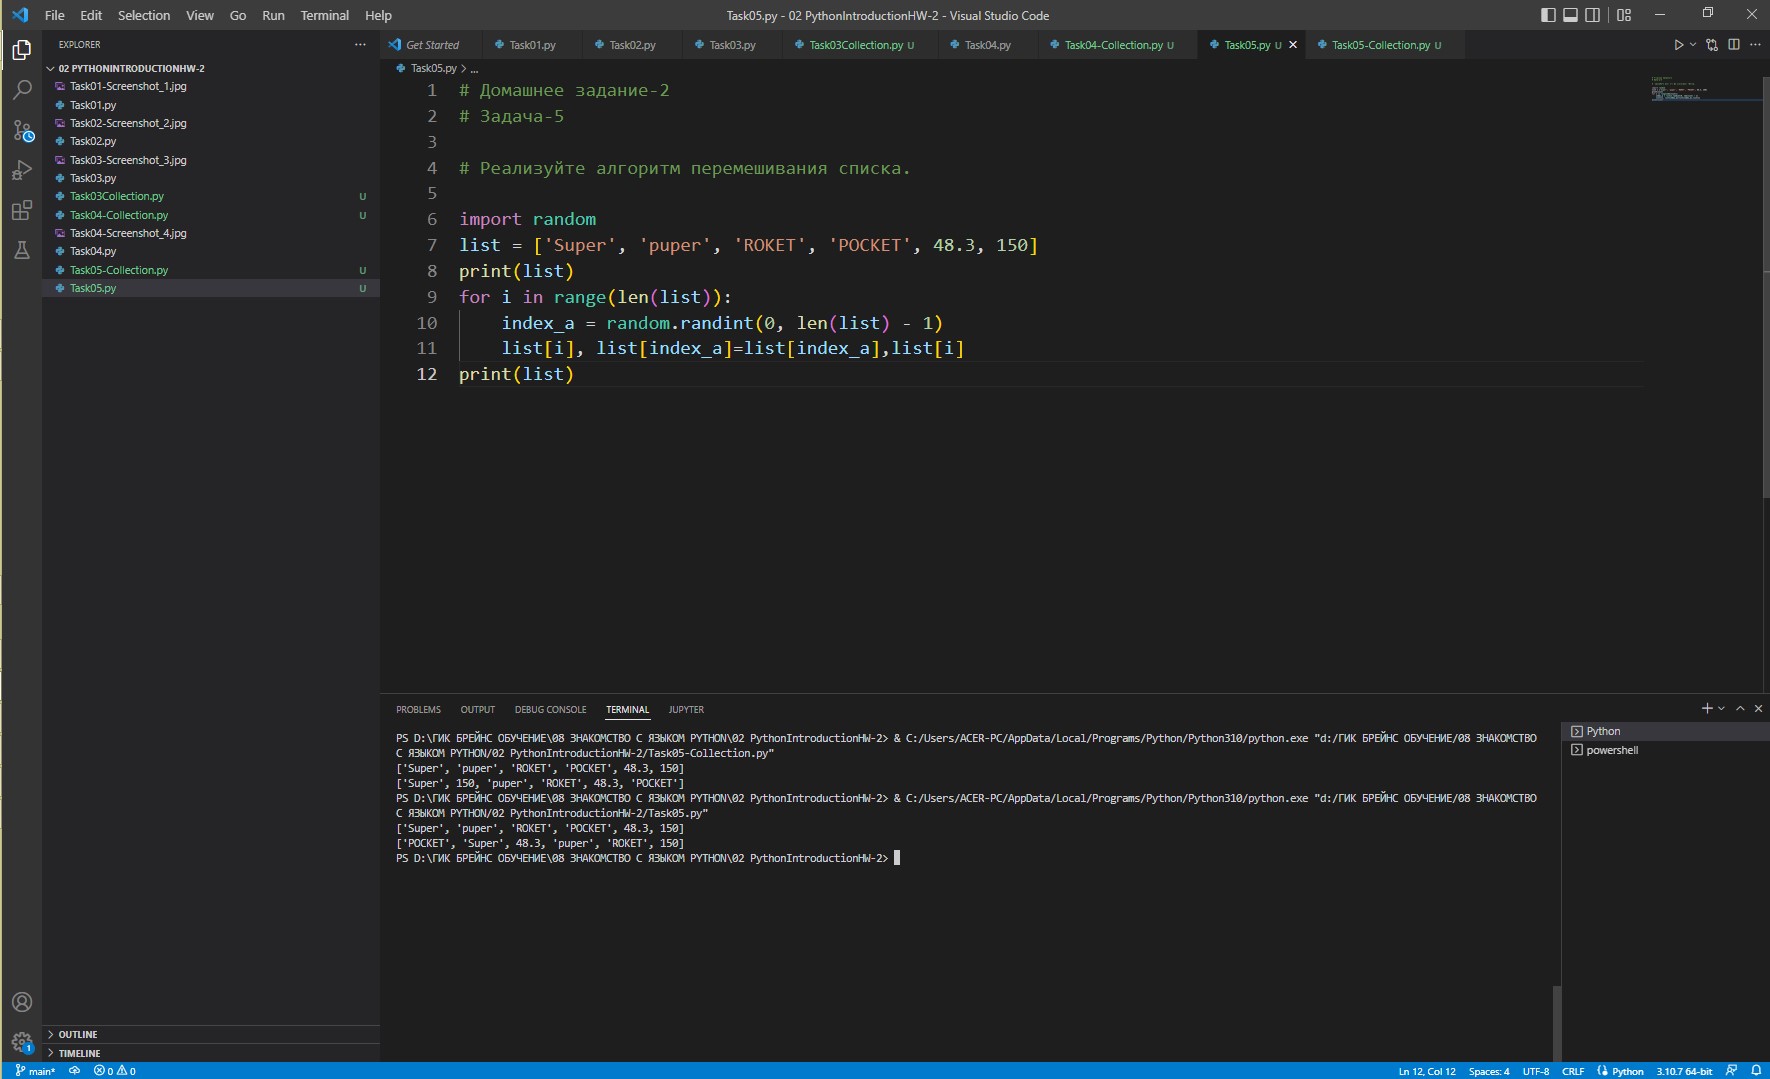 File Edit Selection View Go Run Terminal Help
Task05.py - 02 PythonIntroductionHW-2 - Visual Studio Code
EXPLORER
02 PYTHONINTRODUCTIONHW-2
Task01-Screenshot_1.jpg
Task01.py
Task02-Screenshot_2.jpg
Task02.py
Task03-Screenshot_3.jpg
Task03.py
Task03Collection.py U
Task04-Collection.py U
Task04-Screenshot_4.jpg
Task04.py
Task05-Collection.py U
Task05.py U
OUTLINE
TIMELINE
Get Started Task01.py Task02.py Task03.py Task03Collection.py U Task04.py Task04-Collection.py U Task05.py U Task05-Collection.py U
Task05.py > ...
1 # Домашнее задание-2
2 # Задача-5
3
4 # Реализуйте алгоритм перемешивания списка.
5
6 import random
7 list = ['Super', 'puper', 'ROKET', 'POCKET', 48.3, 150]
8 print(list)
9 for i in range(len(list)):
10 index_a = random.randint(0, len(list) - 1)
11 list[i], list[index_a]=list[index_a],list[i]
12 print(list)
PROBLEMS OUTPUT DEBUG CONSOLE TERMINAL JUPYTER
PS D:\ГИК БРЕЙНС ОБУЧЕНИЕ\08 ЗНАКОМСТВО С ЯЗЫКОМ PYTHON\02 PythonIntroductionHW-2> & C:/Users/ACER-PC/AppData/Local/Programs/Python/Python310/python.exe "d:/ГИК БРЕЙНС ОБУЧЕНИЕ/08 ЗНАКОМСТВО
С ЯЗЫКОМ PYTHON/02 PythonIntroductionHW-2/Task05-Collection.py"
['Super', 'puper', 'ROKET', 'POCKET', 48.3, 150]
['Super', 150, 'puper', 'ROKET', 48.3, 'POCKET']
PS D:\ГИК БРЕЙНС ОБУЧЕНИЕ\08 ЗНАКОМСТВО С ЯЗЫКОМ PYTHON\02 PythonIntroductionHW-2> & C:/Users/ACER-PC/AppData/Local/Programs/Python/Python310/python.exe "d:/ГИК БРЕЙНС ОБУЧЕНИЕ/08 ЗНАКОМСТВО
С ЯЗЫКОМ PYTHON/02 PythonIntroductionHW-2/Task05.py"
['Super', 'puper', 'ROKET', 'POCKET', 48.3, 150]
['POCKET', 'Super', 48.3, 'puper', 'ROKET', 150]
PS D:\ГИК БРЕЙНС ОБУЧЕНИЕ\08 ЗНАКОМСТВО С ЯЗЫКОМ PYTHON\02 PythonIntroductionHW-2>
Python
powershell
1
main* 0 0
Ln 12, Col 12 Spaces: 4 UTF-8 CRLF Python 3.10.7 64-bit